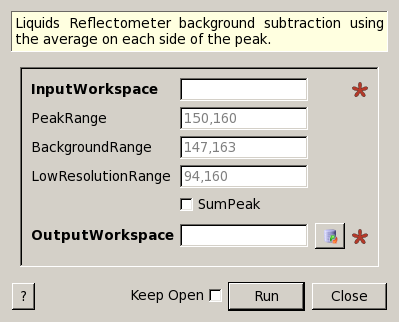 Liquids Reflectometer background subtraction using
the average on each side of the peak.
InputWorkspace *
PeakRange 150,160
BackgroundRange 147,163
LowResolutionRange 94,160
SumPeak
OutputWorkspace *
? Keep Open Run Close